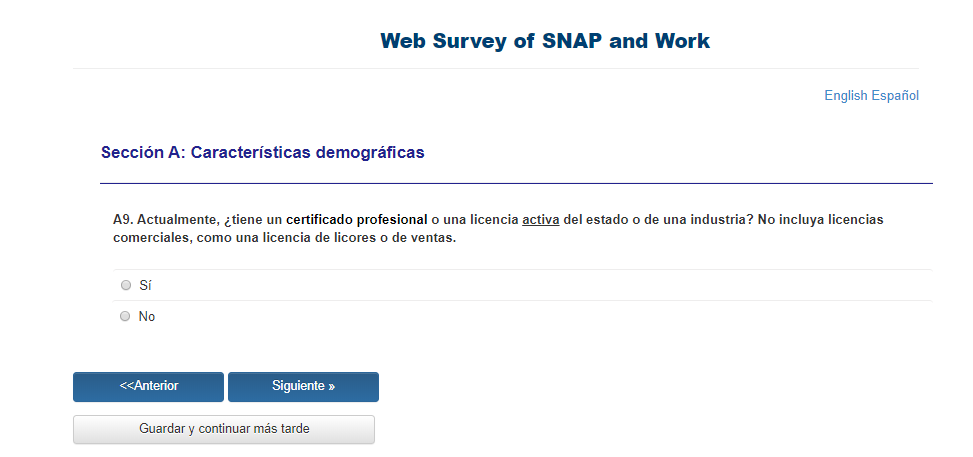 Web Survey of SNAP and Work
English Español
Sección A: Características demográficas
A9. Actualmente, ¿tiene un certificado profesional o una licencia activa del estado o de una industria? No incluya licencias
comerciales, como una licencia de licores o de ventas.
Sí
No
<<Anterior
Siguiente »
Guardar y continuar más tarde